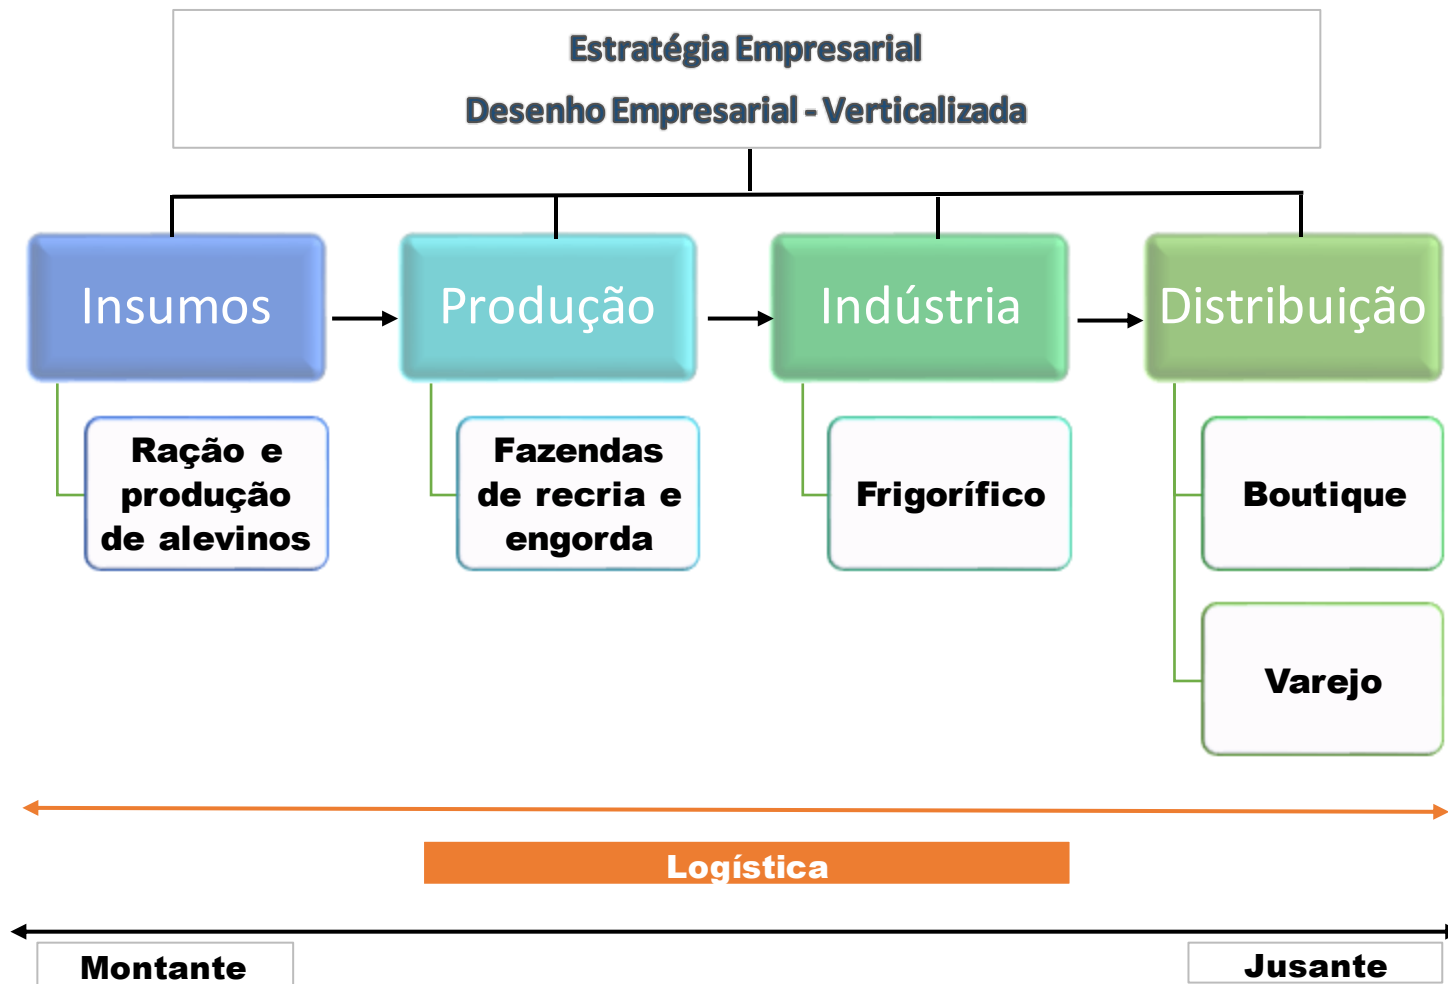 Estratégia Empresarial
Desenho Empresarial - Verticalizada
Insumos
Produção
Indústria
Distribuição
Ração e
produção
de alevinos
Fazendas
de recria e
engorda
Frigorífico
Boutique
Varejo
Logística
Montante
Jusante